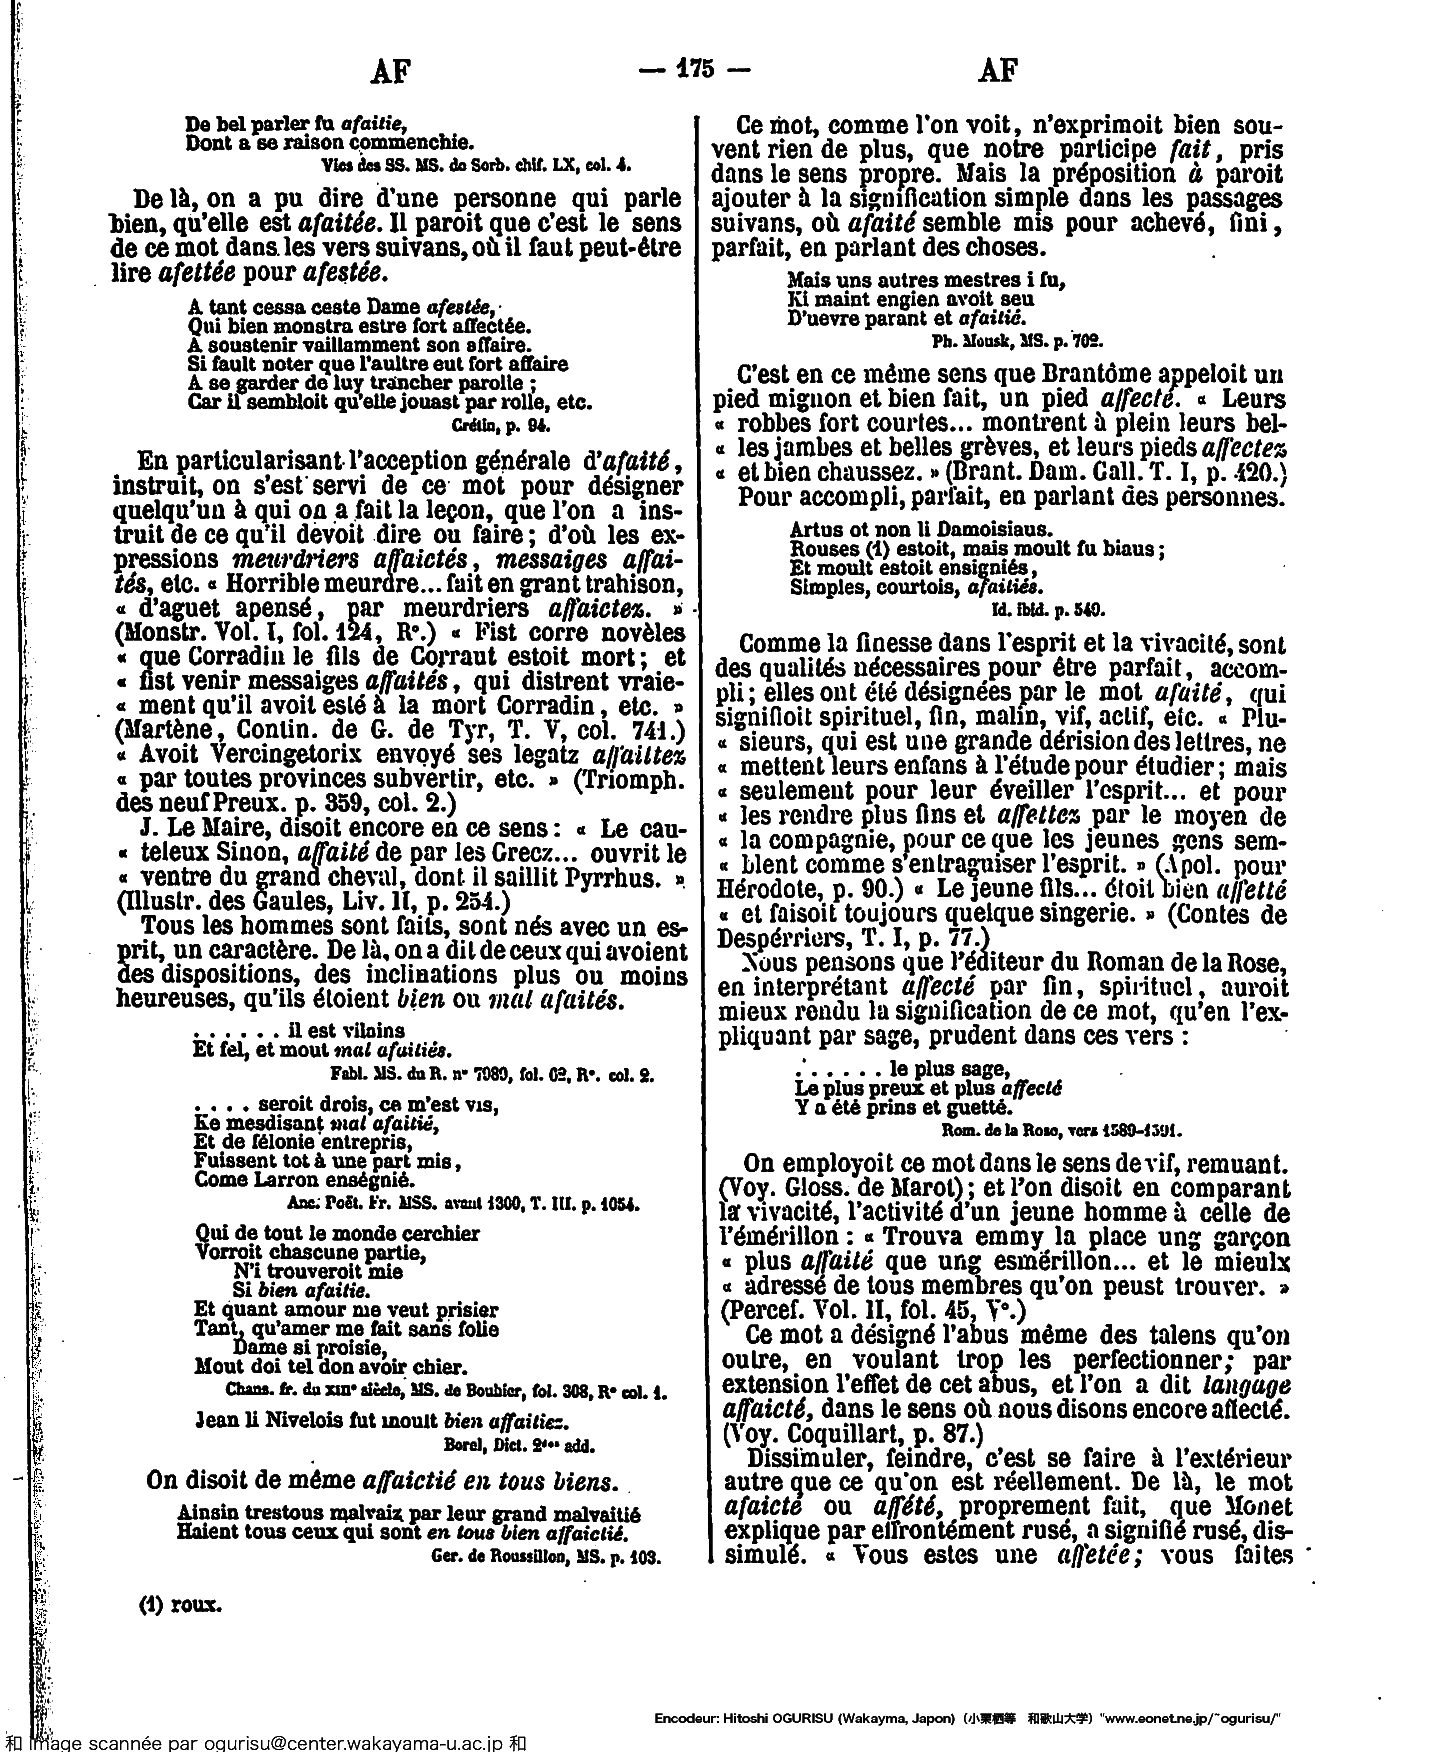 AF — 175 — AF
De bel parler fu afaitie,
Dont a se raison commenchie.
Vies des SS. MS. de Sorb. chif. LX, col. 4.
De là, on a pu dire d'une personne qui parle
bien, qu'elle est afaitée. Il paroit que c'est le sens
de ce mot dans les vers suivans, où il faut peut-être
lire afettée pour afestée.
A tant cessa ceste Dame afestée,
Qui bien monstra estre fort affectée.
A soustenir vaillamment son affaire.
Si fault noter que l'aultre eut fort affaire
A se garder de luy trancher parolle ;
Car il sembloit qu'elle jouast par rolle, etc.
Crétin, p. 94.
En particularisant l'acception générale d'afaité,
instruit, on s'est servi de ce mot pour désigner
quelqu'un à qui on a fait la leçon, que l'on a ins-
truit de ce qu'il devoit dire ou faire ; d'où les ex-
pressions meurdriers affaictés, messaiges affai-
tés, etc. « Horrible meurdre... fait en grant trahison,
« d'aguet apensé, par meurdriers affaictez. »
(Monstr. Vol. I, fol. 124, R°.) « Fist corre novèles
« que Corradin le fils de Corraut estoit mort ; et
« fist venir messaiges affaités, qui distrent vraie-
« ment qu'il avoit esté à la mort Corradin, etc. »
(Martène, Contin. de G. de Tyr, T. V, col. 741.)
« Avoit Vercingetorix envoyé ses legatz affailtez
« par toutes provinces subvertir, etc. » (Triomph.
des neuf Preux. p. 359, col. 2.)
J. Le Maire, disoit encore en ce sens : « Le cau-
« teleux Sinon, affaité de par les Grecz... ouvrit le
« ventre du grand cheval, dont il saillit Pyrrhus. »
(Illustr. des Gaules, Liv. II, p. 254.)
Tous les hommes sont faits, sont nés avec un es-
prit, un caractère. De là, on a dit de ceux qui avoient
des dispositions, des inclinations plus ou moins
heureuses, qu'ils étoient bien ou mal afaités.
. . . . . . il est vilains
Et fel, et mout mal afaitiés.
Fabl. MS. du R. n° 7989, fol. 62, R°. col. 2.
. . . . seroit drois, ce m'est vis,
Ke mesdisant mal afaitié,
Et de félonie entrepris,
Fuissent tot à une part mis,
Come Larron enségnié.
Anc. Poët. Fr. MSS. avant 1300, T. III. p. 1054.
Qui de tout le monde cerchier
Vorroit chascune partie,
N'i trouveroit mie
Si bien afaitie.
Et quant amour me veut prisier
Tant, qu'amer me fait sans folie
Dame si proisie,
Mout doi tel don avoir chier.
Chans. fr. du XIIIe siècle, MS. de Bouhier, fol. 308, R° col. 1.
Jean li Nivelois fut moult bien affaitiez.
Borel, Dict. 2des add.
On disoit de même affaictié en tous biens.
Ainsin trestous malvaiz par leur grand malvaitié
Haient tous ceux qui sont en tous bien affaictié.
Ger. de Roussillon, MS. p. 103.
(1) roux.
Ce mot, comme l'on voit, n'exprimoit bien sou-
vent rien de plus, que notre participe fait, pris
dans le sens propre. Mais la préposition à paroit
ajouter à la signification simple dans les passages
suivans, où afaité semble mis pour achevé, fini,
parfait, en parlant des choses.
Mais uns autres mestres i fu,
Ki maint engien avoit seu
D'uevre parant et afaitié.
Ph. Mousk, MS. p. 702.
C'est en ce même sens que Brantôme appeloit un
pied mignon et bien fait, un pied affecté. « Leurs
« robbes fort courtes... montrent à plein leurs bel-
« les jambes et belles grèves, et leurs pieds affectez
« et bien chaussez. » (Brant. Dam. Gall. T. I, p. 420.)
Pour accompli, parfait, en parlant des personnes.
Artus ot non li Damoisiaus.
Rouses (1) estoit, mais moult fu biaus ;
Et moult estoit ensigniés,
Simples, courtois, afaitiés.
Id. ibid. p. 540.
Comme la finesse dans l'esprit et la vivacité, sont
des qualités nécessaires pour être parfait, accom-
pli ; elles ont été désignées par le mot afaité, qui
signifioit spirituel, fin, malin, vif, actif, etc. « Plu-
« sieurs, qui est une grande dérision des lettres, ne
« mettent leurs enfans à l'étude pour étudier ; mais
« seulement pour leur éveiller l'esprit... et pour
« les rendre plus fins et affettez par le moyen de
« la compagnie, pour ce que les jeunes gens sem-
« blent comme s'entraguiser l'esprit. » (Apol. pour
Hérodote, p. 90.) « Le jeune fils... étoit bien affetté
« et faisoit toujours quelque singerie. » (Contes de
Despérriers, T. I, p. 77.)
Nous pensons que l'éditeur du Roman de la Rose,
en interprétant affecté par fin, spirituel, auroit
mieux rendu la signification de ce mot, qu'en l'ex-
pliquant par sage, prudent dans ces vers :
. . . . . . le plus sage,
Le plus preux et plus affecté
Y a été prins et guetté.
Rom. de la Rose, vers 1589-1591.
On employoit ce mot dans le sens de vif, remuant.
(Voy. Gloss. de Marot) ; et l'on disoit en comparant
la vivacité, l'activité d'un jeune homme à celle de
l'émérillon : « Trouva emmy la place ung garçon
« plus affaité que ung esmérillon... et le mieulx
« adressé de tous membres qu'on peust trouver. »
(Percef. Vol. II, fol. 45, V°.)
Ce mot a désigné l'abus même des talens qu'on
outre, en voulant trop les perfectionner ; par
extension l'effet de cet abus, et l'on a dit langage
affaicté, dans le sens où nous disons encore affecté.
(Voy. Coquillart, p. 87.)
Dissimuler, feindre, c'est se faire à l'extérieur
autre que ce qu'on est réellement. De là, le mot
afaicté ou affété, proprement fait, que Monet
explique par effrontément rusé, a signifié rusé, dis-
simulé. « Vous estes une affetée ; vous faites
Encodeur: Hitoshi OGURISU (Wakayma, Japon) (小栗栖等 和歌山大学) "www.eonet.ne.jp/~ogurisu/"
和 Image scannée par ogurisu@center.wakayama-u.ac.jp 和